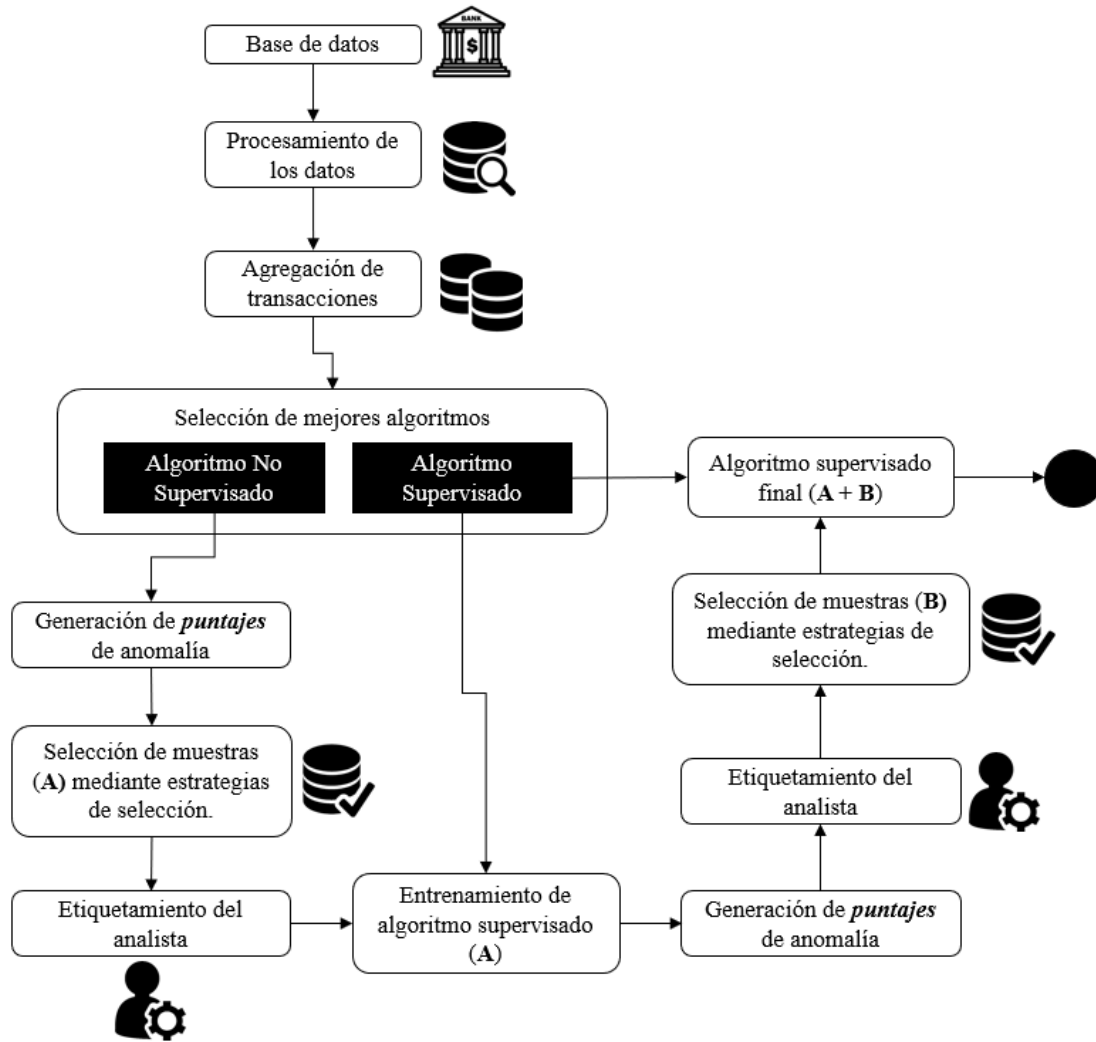 BANK
$
Base de datos
Procesamiento de
los datos
Agregación de
transacciones
Selección de mejores algoritmos
Algoritmo No
Supervisado
Algoritmo
Supervisado
Algoritmo supervisado
final (A + B)
Generación de puntajes
de anomalía
Selección de muestras
(A) mediante estrategias
de selección.
Etiquetamiento del
analista
Entrenamiento de
algoritmo supervisado
(A)
Generación de puntajes
de anomalía
Etiquetamiento del
analista
Selección de muestras (B)
mediante estrategias de
selección.